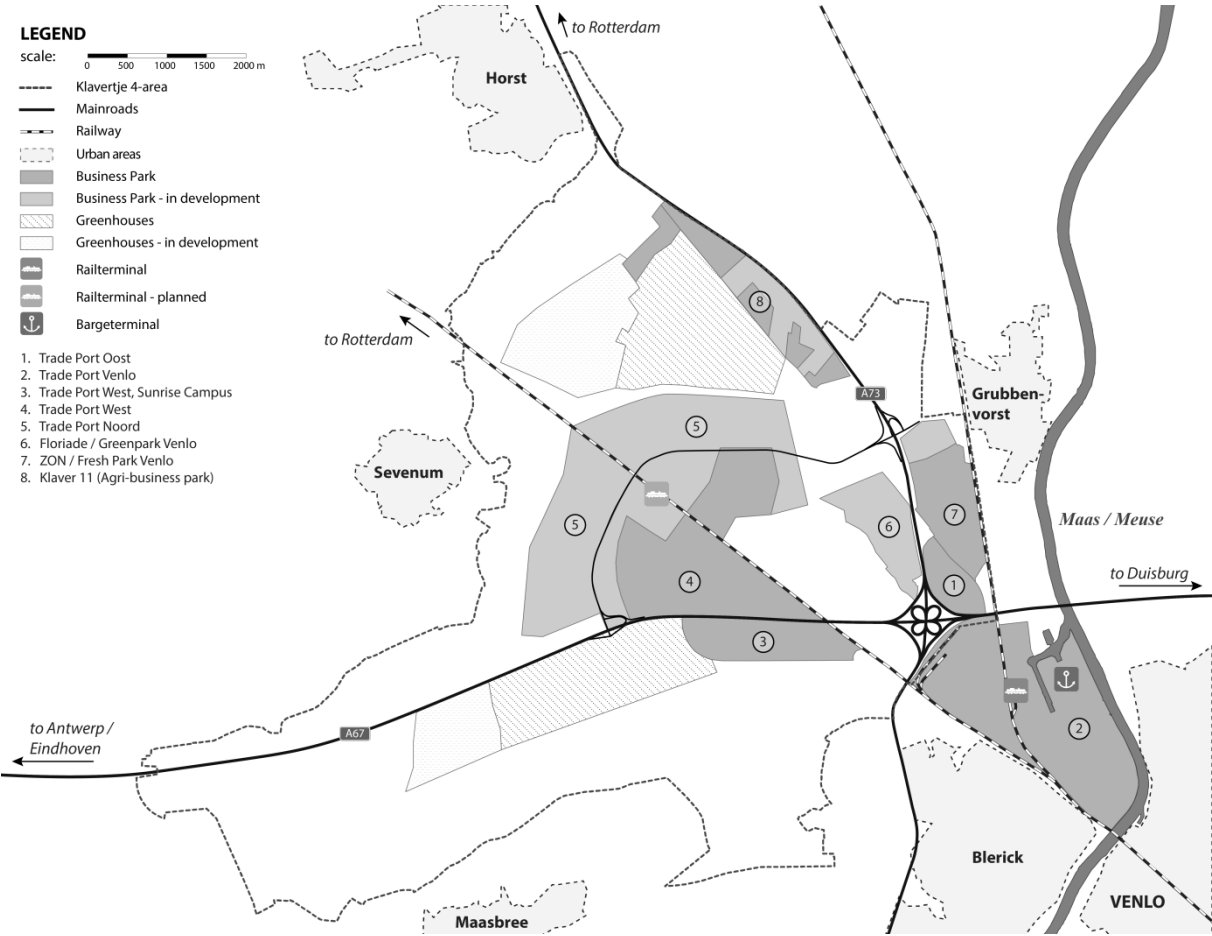 LEGEND
scale:
0 500 1000 1500 2000 m
Klavertje 4-area
Mainroads
Railway
Urban areas
Business Park
Business Park - in development
Greenhouses
Greenhouses - in development
Railterminal
Railterminal - planned
Bargeterminal
1. Trade Port Oost
2. Trade Port Venlo
3. Trade Port West, Sunrise Campus
4. Trade Port West
5. Trade Port Noord
6. Floriade / Greenpark Venlo
7. ZON / Fresh Park Venlo
8. Klaver 11 (Agri-business park)
to Rotterdam
Horst
8
to Rotterdam
A73
Grubben-
vorst
5
Sevenum
7
Maas / Meuse
5
6
4
1
to Duisburg
3
2
to Antwerp /
Eindhoven
A67
Blerick
VENLO
Maasbree